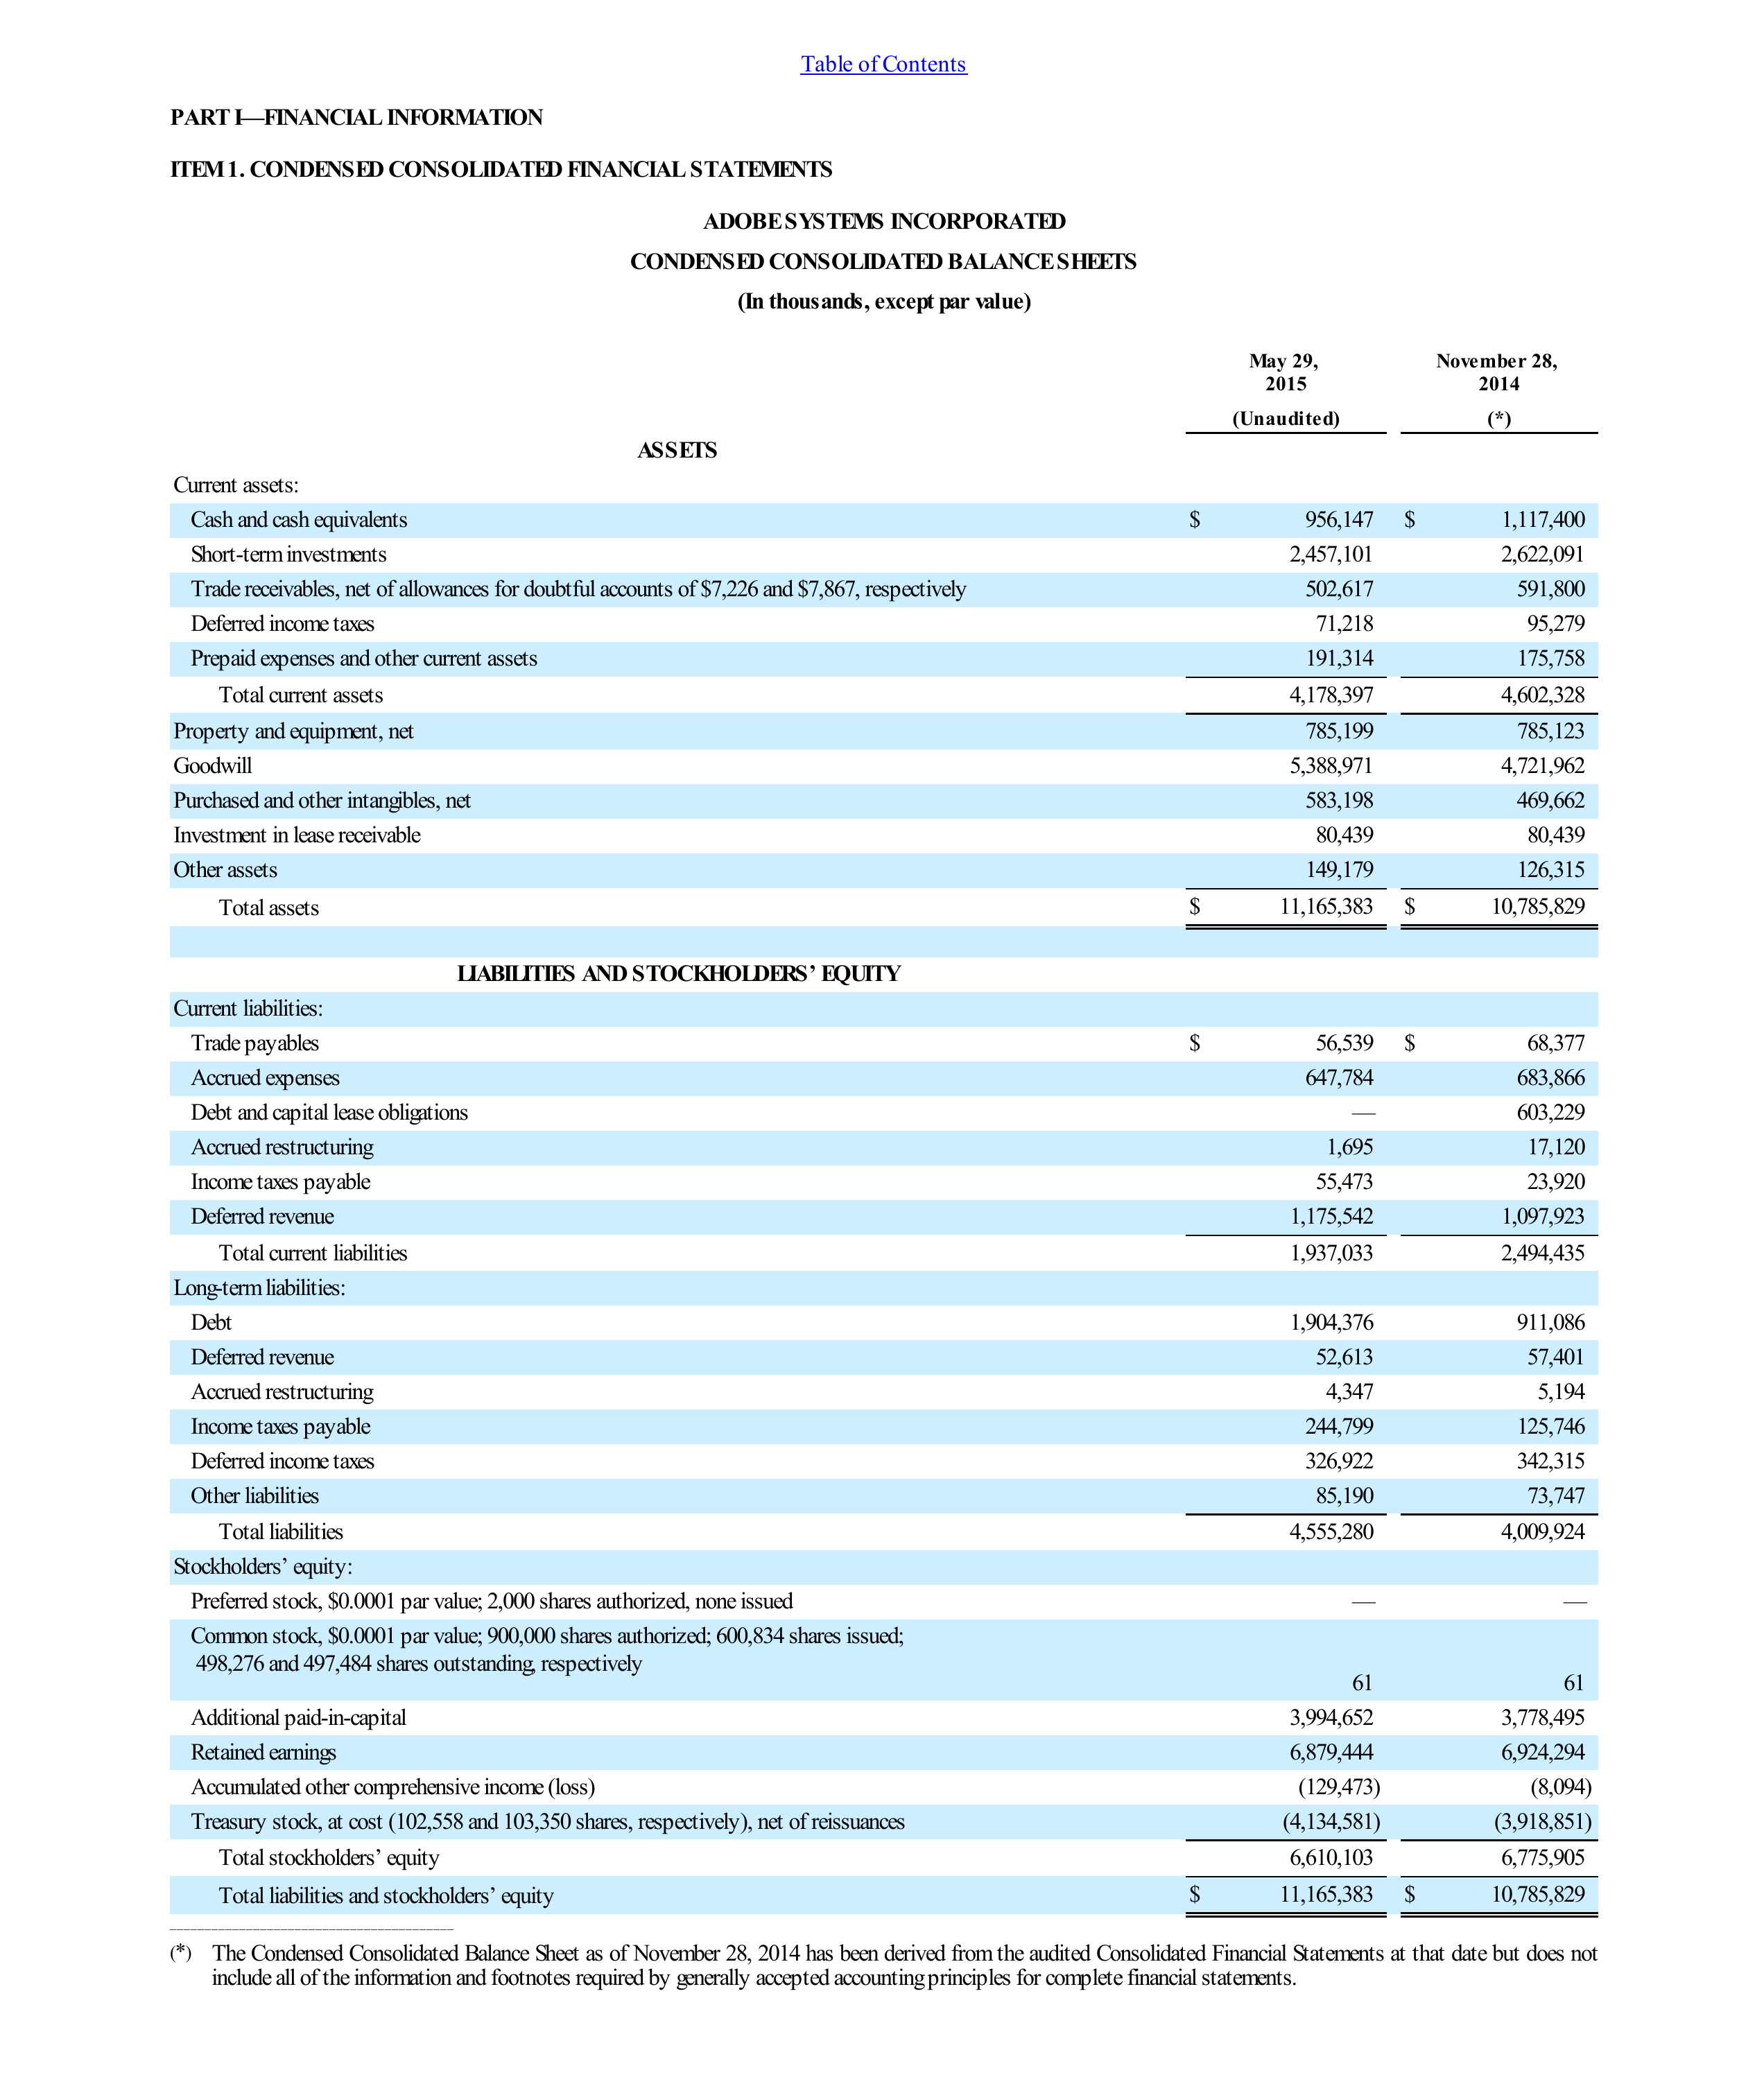 Table of Contents
PART I—FINANCIAL INFORMATION
ITEM 1. CONDENSED CONSOLIDATED FINANCIAL STATEMENTS
ADOBE SYSTEMS INCORPORATED
CONDENSED CONSOLIDATED BALANCE SHEETS
(In thousands, except par value)
May 29, November 28,
2015 2014
(Unaudited) (*)
ASSETS
Current assets:
Cash and cash equivalents $ 956,147 $ 1,117,400
Short-term investments 2,457,101 2,622,091
Trade receivables, net of allowances for doubtful accounts of $7,226 and $7,867, respectively 502,617 591,800
Deferred income taxes 71,218 95,279
Prepaid expenses and other current assets 191,314 175,758
Total current assets 4,178,397 4,602,328
Property and equipment, net 785,199 785,123
Goodwill 5,388,971 4,721,962
Purchased and other intangibles, net 583,198 469,662
Investment in lease receivable 80,439 80,439
Other assets 149,179 126,315
Total assets $ 11,165,383 $ 10,785,829
LIABILITIES AND STOCKHOLDERS’ EQUITY
Current liabilities:
Trade payables $ 56,539 $ 68,377
Accrued expenses 647,784 683,866
Debt and capital lease obligations — 603,229
Accrued restructuring 1,695 17,120
Income taxes payable 55,473 23,920
Deferred revenue 1,175,542 1,097,923
Total current liabilities 1,937,033 2,494,435
Long-term liabilities:
Debt 1,904,376 911,086
Deferred revenue 52,613 57,401
Accrued restructuring 4,347 5,194
Income taxes payable 244,799 125,746
Deferred income taxes 326,922 342,315
Other liabilities 85,190 73,747
Total liabilities 4,555,280 4,009,924
Stockholders’ equity:
Preferred stock, $0.0001 par value; 2,000 shares authorized, none issued — —
Common stock, $0.0001 par value; 900,000 shares authorized; 600,834 shares issued;
498,276 and 497,484 shares outstanding, respectively 61 61
Additional paid-in-capital 3,994,652 3,778,495
Retained earnings 6,879,444 6,924,294
Accumulated other comprehensive income (loss) (129,473) (8,094)
Treasury stock, at cost (102,558 and 103,350 shares, respectively), net of reissuances (4,134,581) (3,918,851)
Total stockholders’ equity 6,610,103 6,775,905
Total liabilities and stockholders’ equity $ 11,165,383 $ 10,785,829
(*) The Condensed Consolidated Balance Sheet as of November 28, 2014 has been derived from the audited Consolidated Financial Statements at that date but does not
include all of the information and footnotes required by generally accepted accounting principles for complete financial statements.